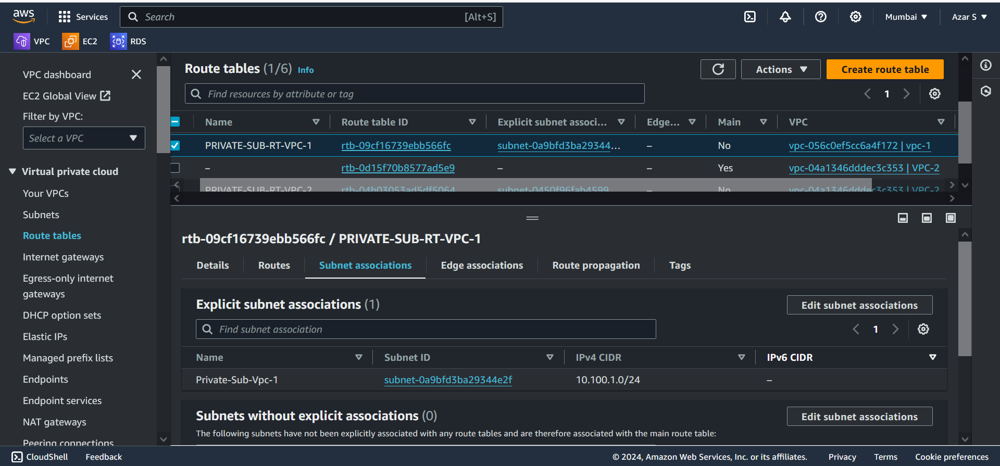 aws
Services
Search
[Alt+S]
Mumbai
Azar S
VPC
EC2
RDS
VPC dashboard
EC2 Global View
Filter by VPC:
Select a VPC
Virtual private cloud
Your VPCs
Subnets
Route tables
Internet gateways
Egress-only internet
gateways
DHCP option sets
Elastic IPs
Managed prefix lists
Endpoints
Endpoint services
NAT gateways
Peering connections
Route tables (1/6) Info
Actions
Create route table
Find resources by attribute or tag
1
Name Route table ID Explicit subnet associ... Edge... Main VPC
PRIVATE-SUB-RT-VPC-1 rtb-09cf16739ebb566fc subnet-0a9bfd3ba29344... – No vpc-056c0ef5cc6a4f172 | vpc-1
– rtb-0d15f70b8577ad5e9 – – Yes vpc-04a1346dddec3c353 | VPC-2
PRIVATE-SUB-RT-VPC-2 rtb-04b03053ad5df5064 subnet-0450f96fab4599 – No vpc-04a1346dddec3c353 | VPC-2
rtb-09cf16739ebb566fc / PRIVATE-SUB-RT-VPC-1
Details Routes Subnet associations Edge associations Route propagation Tags
Explicit subnet associations (1)
Edit subnet associations
Find subnet association
1
Name Subnet ID IPv4 CIDR IPv6 CIDR
Private-Sub-Vpc-1 subnet-0a9bfd3ba29344e2f 10.100.1.0/24 –
Subnets without explicit associations (0)
Edit subnet associations
The following subnets have not been explicitly associated with any route tables and are therefore associated with the main route table:
CloudShell Feedback © 2024, Amazon Web Services, Inc. or its affiliates. Privacy Terms Cookie preferences